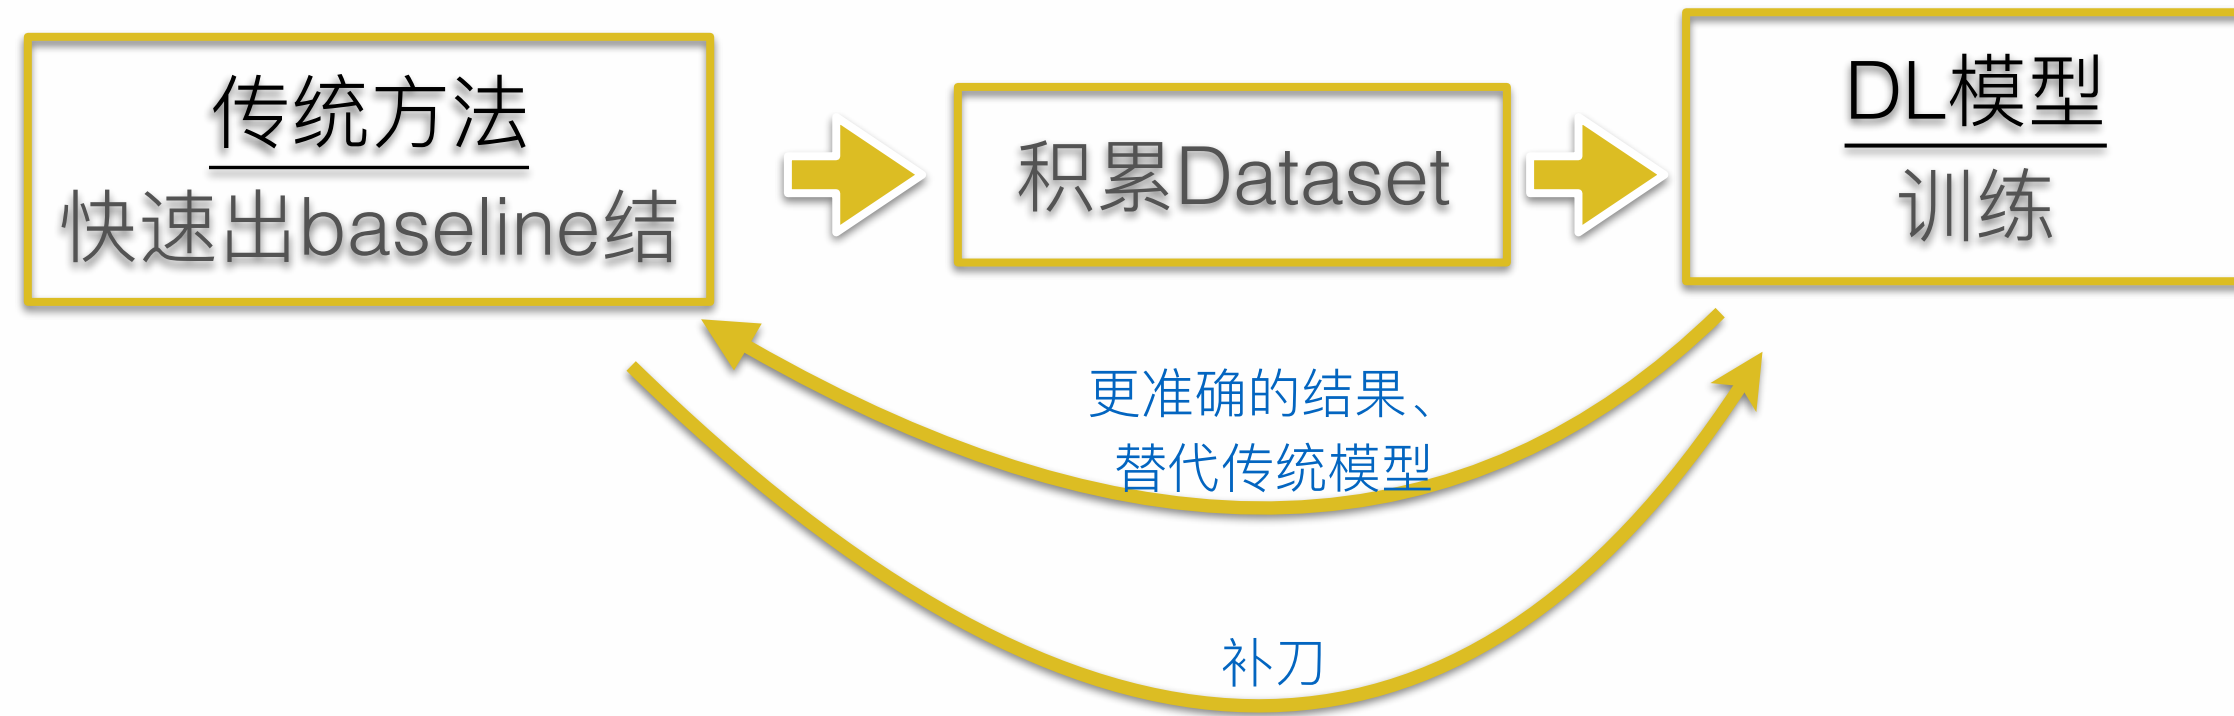 传统方法
快速出baseline结
积累Dataset
DL模型
训练
更准确的结果、
替代传统模型
补刀